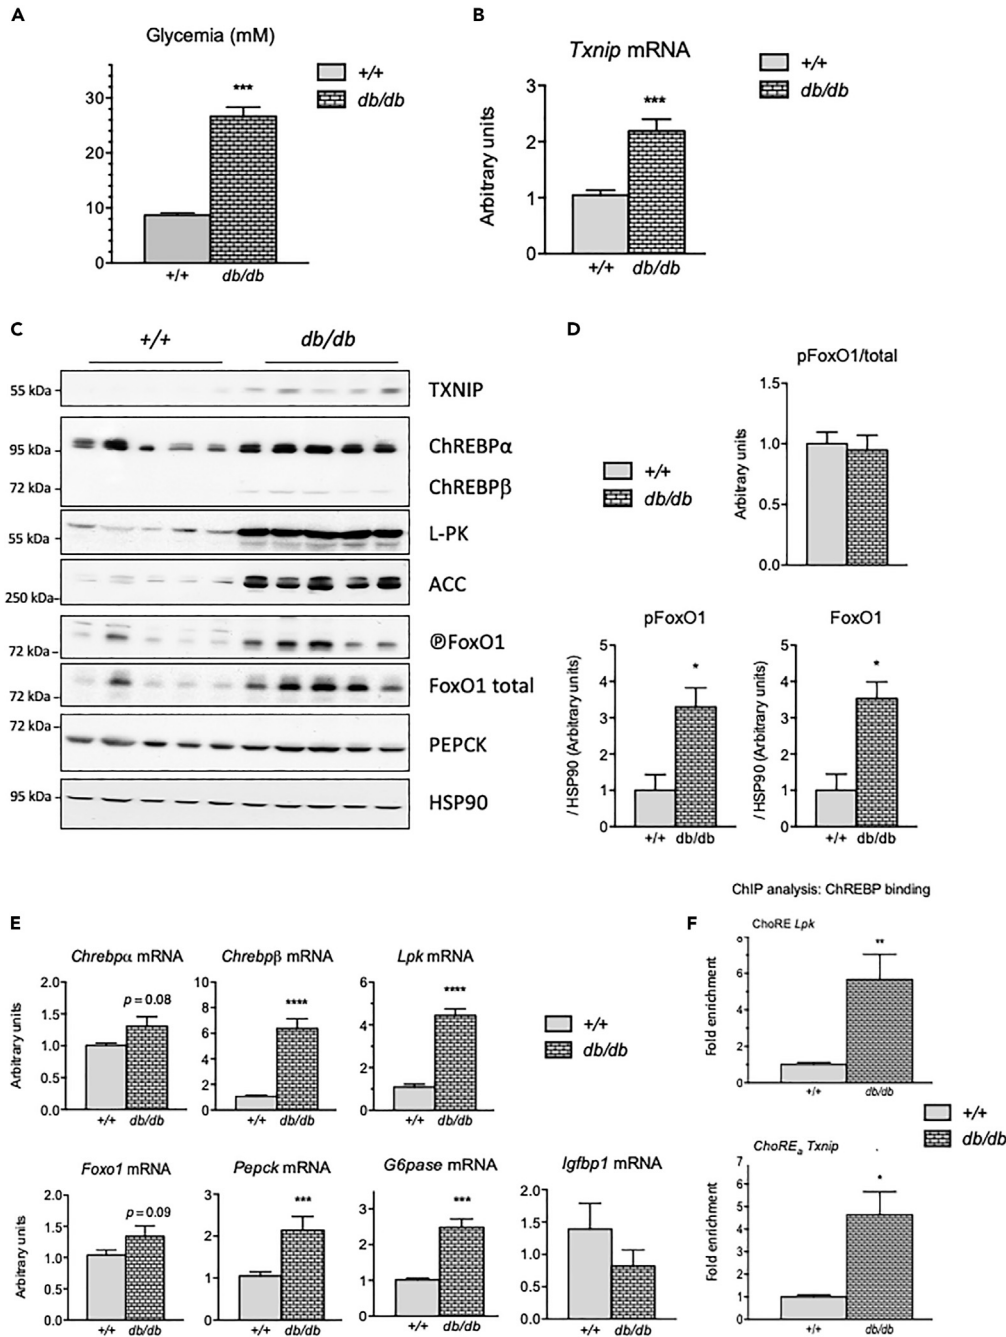 A
Glycemia (mM)
+/+
db/db
***
30
20
10
0
+/+ db/db
B
Txnip mRNA
+/+
db/db
Arbitrary units
***
3
2
1
0
+/+ db/db
C
+/+ db/db
55 kDa TXNIP
95 kDa ChREBPα
72 kDa ChREBPβ
55 kDa L-PK
250 kDa ACC
72 kDa ⓅFoxO1
72 kDa FoxO1 total
72 kDa PEPCK
95 kDa HSP90
D
pFoxO1/total
+/+
db/db
Arbitrary units
1.5
1.0
0.5
0.0
pFoxO1
/ HSP90 (Arbitrary units)
*
5
4
3
2
1
0
+/+ db/db
FoxO1
/ HSP90 (Arbitrary units)
*
5
4
3
2
1
0
+/+ db/db
E
Chrebpα mRNA
Arbitrary units
p = 0.08
2.0
1.5
1.0
0.5
0.0
+/+ db/db
Chrebpβ mRNA
****
10
8
6
4
2
0
+/+ db/db
Lpk mRNA
****
6
4
2
0
+/+ db/db
+/+
db/db
Foxo1 mRNA
Arbitrary units
p = 0.09
2.0
1.5
1.0
0.5
0.0
+/+ db/db
Pepck mRNA
***
3
2
1
0
+/+ db/db
G6pase mRNA
***
3
2
1
0
+/+ db/db
Igfbp1 mRNA
2.0
1.5
1.0
0.5
0.0
+/+ db/db
F
ChIP analysis: ChREBP binding
ChoRE Lpk
Fold enrichment
**
8
6
4
2
0
+/+ db/db
+/+
db/db
ChoREa Txnip
Fold enrichment
*
7
6
5
4
3
2
1
0
+/+ db/db